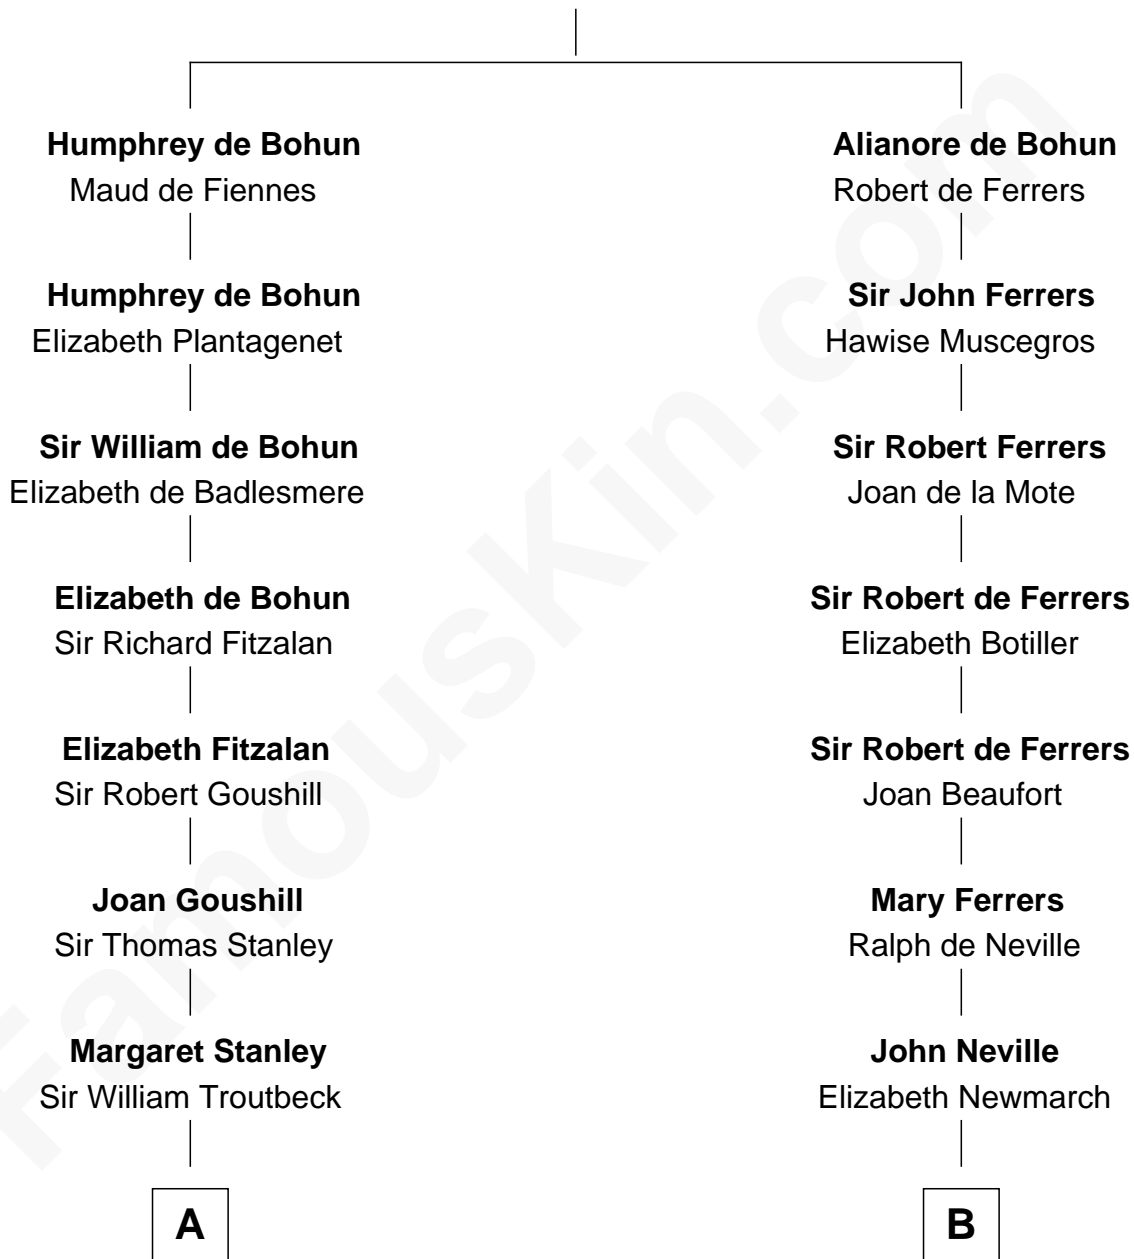 Humphrey de Bohun
Maud de Fiennes
Humphrey de Bohun
Elizabeth Plantagenet
Sir William de Bohun
Elizabeth de Badlesmere
Elizabeth de Bohun
Sir Richard Fitzalan
Elizabeth Fitzalan
Sir Robert Goushill
Joan Goushill
Sir Thomas Stanley
Margaret Stanley
Sir William Troutbeck
A
Alianore de Bohun
Robert de Ferrers
Sir John Ferrers
Hawise Muscegros
Sir Robert Ferrers
Joan de la Mote
Sir Robert de Ferrers
Elizabeth Botiller
Sir Robert de Ferrers
Joan Beaufort
Mary Ferrers
Ralph de Neville
John Neville
Elizabeth Newmarch
B
FamousKin.com